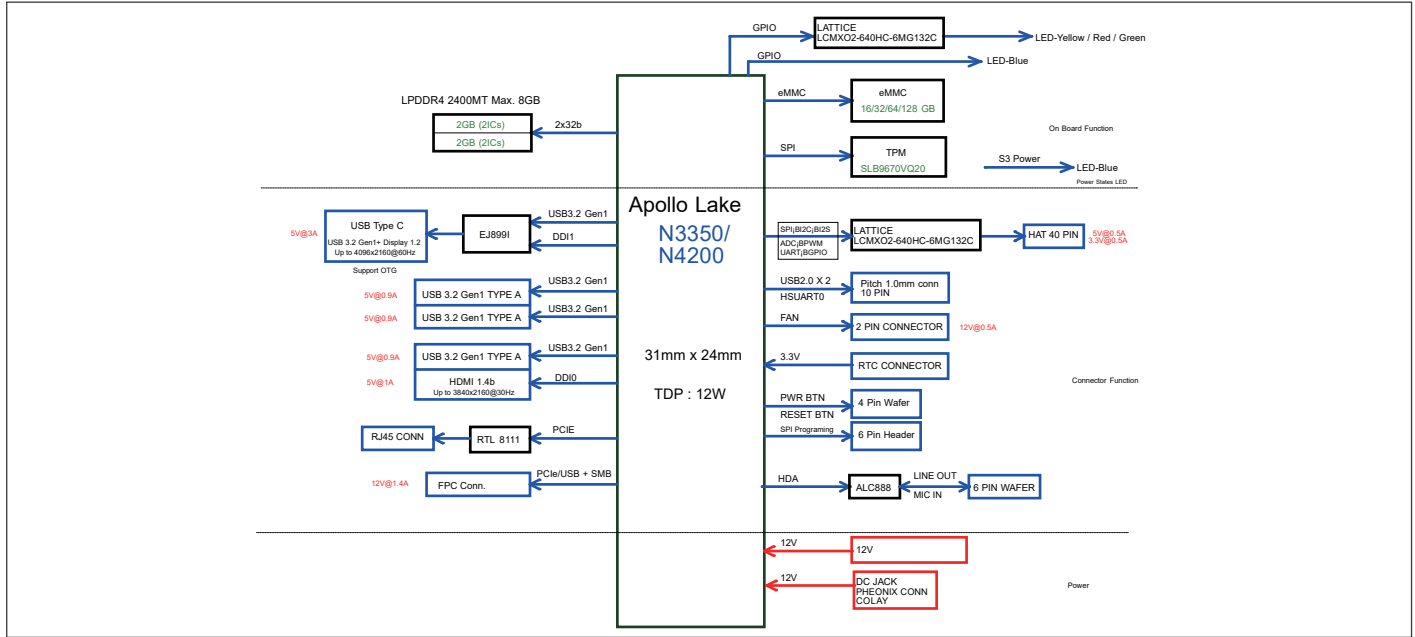 GPIO
LATTICE
LCMXO2-640HC-6MG132C
LED-Yellow / Red / Green
GPIO
LED-Blue
LPDDR4 2400MT Max. 8GB
2GB (2ICs)
2GB (2ICs)
2x32b
eMMC
eMMC
16/32/64/128 GB
On Board Function
SPI
TPM
SLB9670VQ20
S3 Power
LED-Blue
Power States LED
Apollo Lake
N3350/
N4200
31mm x 24mm
TDP : 12W
5V@3A
USB Type C
USB 3.2 Gen1+ Display 1.2
Up to 4096x2160@60Hz
Support OTG
EJ899I
USB3.2 Gen1
DDI1
5V@0.9A
USB 3.2 Gen1 TYPE A
USB3.2 Gen1
5V@0.9A
USB 3.2 Gen1 TYPE A
USB3.2 Gen1
5V@0.9A
USB 3.2 Gen1 TYPE A
USB3.2 Gen1
5V@1A
HDMI 1.4b
Up to 3840x2160@30Hz
DDI0
RJ45 CONN
RTL 8111
PCIE
12V@1.4A
FPC Conn.
PCIe/USB + SMB
SPI¡BI2C¡BI2S
ADC¡BPWM
UART¡BGPIO
LATTICE
LCMXO2-640HC-6MG132C
HAT 40 PIN
5V@0.5A
3.3V@0.5A
USB2.0 X 2
HSUART0
Pitch 1.0mm conn
10 PIN
FAN
2 PIN CONNECTOR
12V@0.5A
3.3V
RTC CONNECTOR
Connector Function
PWR BTN
RESET BTN
4 Pin Wafer
SPI Programing
6 Pin Header
HDA
ALC888
LINE OUT
MIC IN
6 PIN WAFER
12V
12V
12V
DC JACK
PHEONIX CONN
COLAY
Power